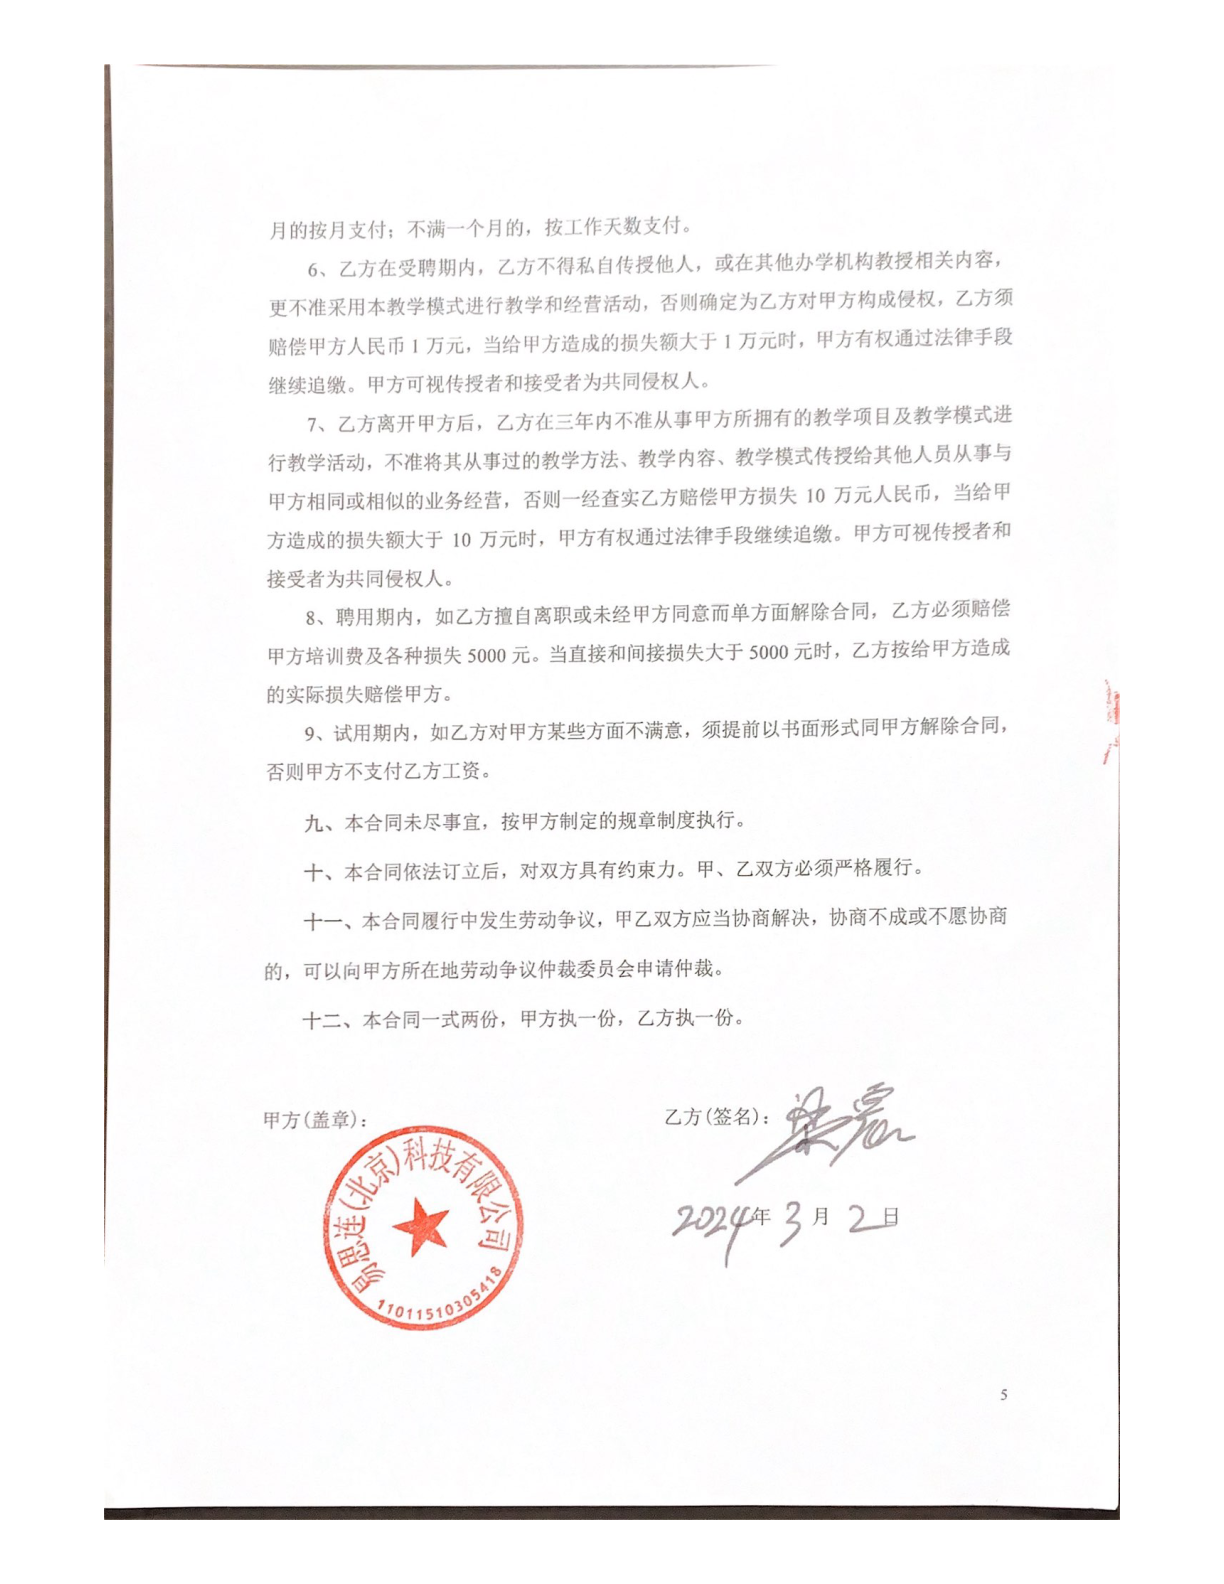 月的按月支付；不满一个月的，按工作天数支付。
6、乙方在受聘期内，乙方不得私自传授他人，或在其他办学机构教授相关内容，
更不准采用本教学模式进行教学和经营活动，否则确定为乙方对甲方构成侵权，乙方须
赔偿甲方人民币 1 万元，当给甲方造成的损失额大于 1 万元时，甲方有权通过法律手段
继续追缴。甲方可视传授者和接受者为共同侵权人。
7、乙方离开甲方后，乙方在三年内不准从事甲方所拥有的教学项目及教学模式进
行教学活动，不准将其从事过的教学方法、教学内容、教学模式传授给其他人员从事与
甲方相同或相似的业务经营，否则一经查实乙方赔偿甲方损失 10 万元人民币，当给甲
方造成的损失额大于 10 万元时，甲方有权通过法律手段继续追缴。甲方可视传授者和
接受者为共同侵权人。
8、聘用期内，如乙方擅自离职或未经甲方同意而单方面解除合同，乙方必须赔偿
甲方培训费及各种损失 5000 元。当直接和间接损失大于 5000 元时，乙方按给甲方造成
的实际损失赔偿甲方。
9、试用期内，如乙方对甲方某些方面不满意，须提前以书面形式同甲方解除合同，
否则甲方不支付乙方工资。
九、本合同未尽事宜，按甲方制定的规章制度执行。
十、本合同依法订立后，对双方具有约束力。甲、乙双方必须严格履行。
十一、本合同履行中发生劳动争议，甲乙双方应当协商解决，协商不成或不愿协商
的，可以向甲方所在地劳动争议仲裁委员会申请仲裁。
十二、本合同一式两份，甲方执一份，乙方执一份。
甲方(盖章)：
易思连(北京)科技有限公司
11011510305418
乙方(签名)：
2024年 3 月 2 日
5